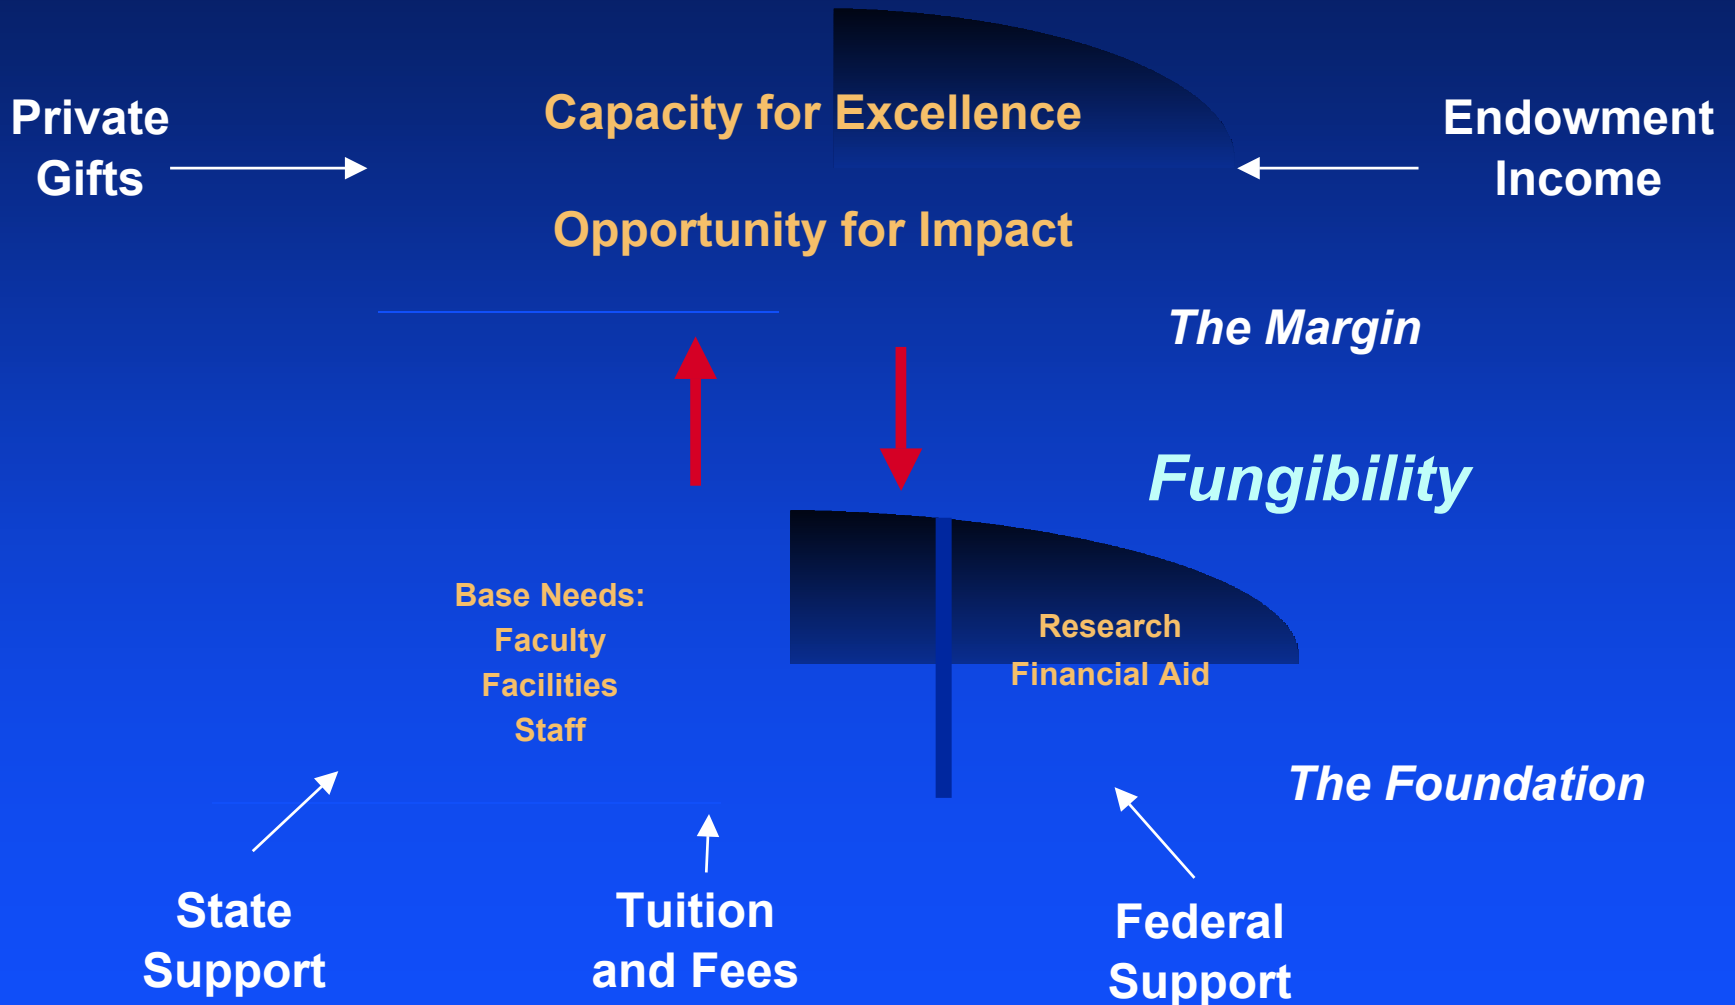 Private
Gifts
Capacity for Excellence
Opportunity for Impact
Endowment
Income
The Margin
Fungibility
Base Needs:
Faculty
Facilities
Staff
Research
Financial Aid
The Foundation
State
Support
Tuition
and Fees
Federal
Support